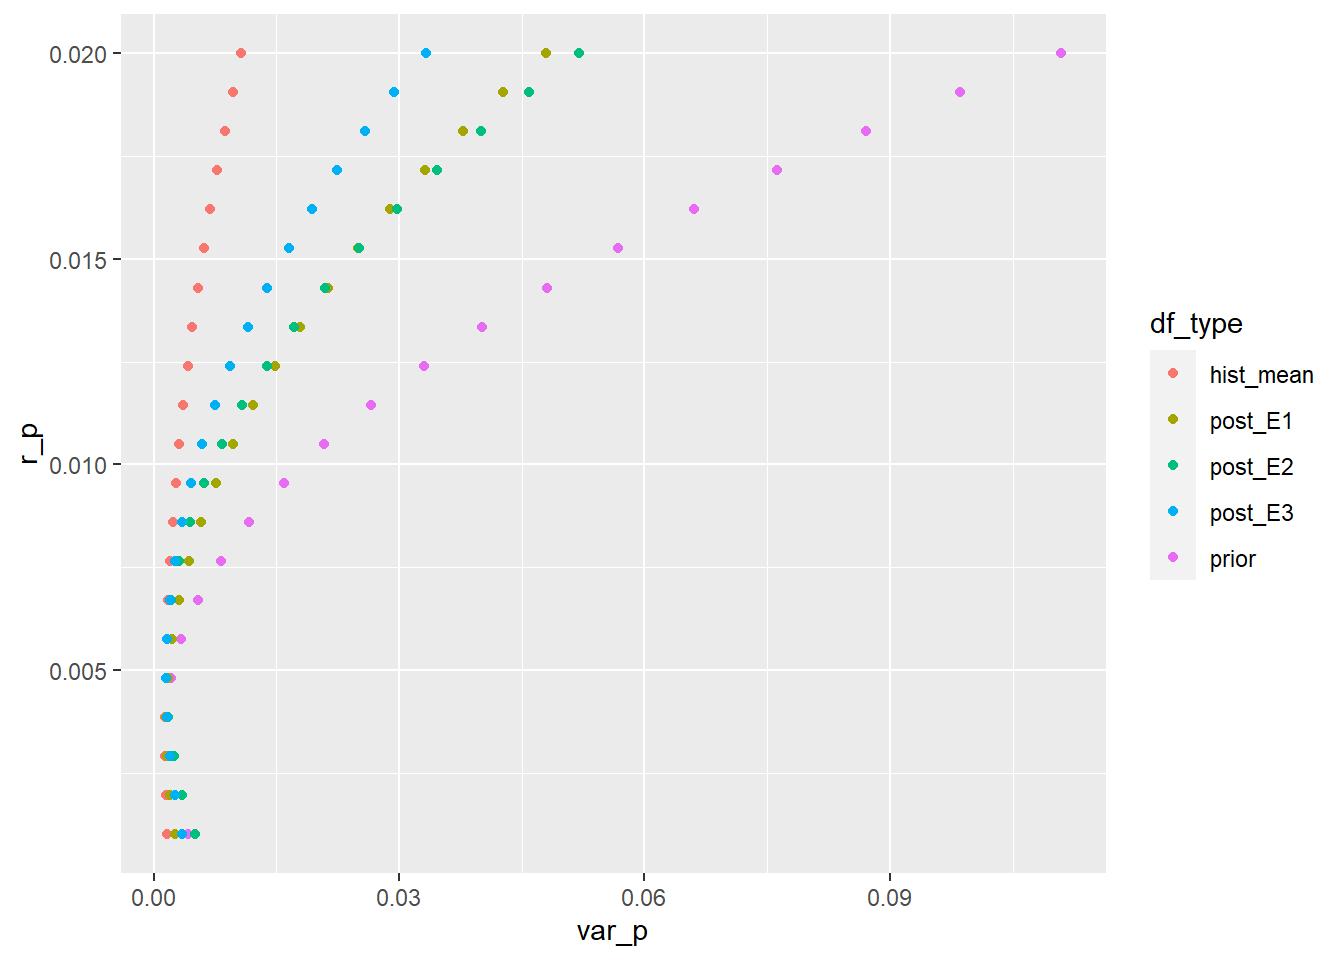 0.020
0.015
0.010
0.005
r_p
0.00
0.03
0.06
0.09
var_p
df_type
hist_mean
post_E1
post_E2
post_E3
prior